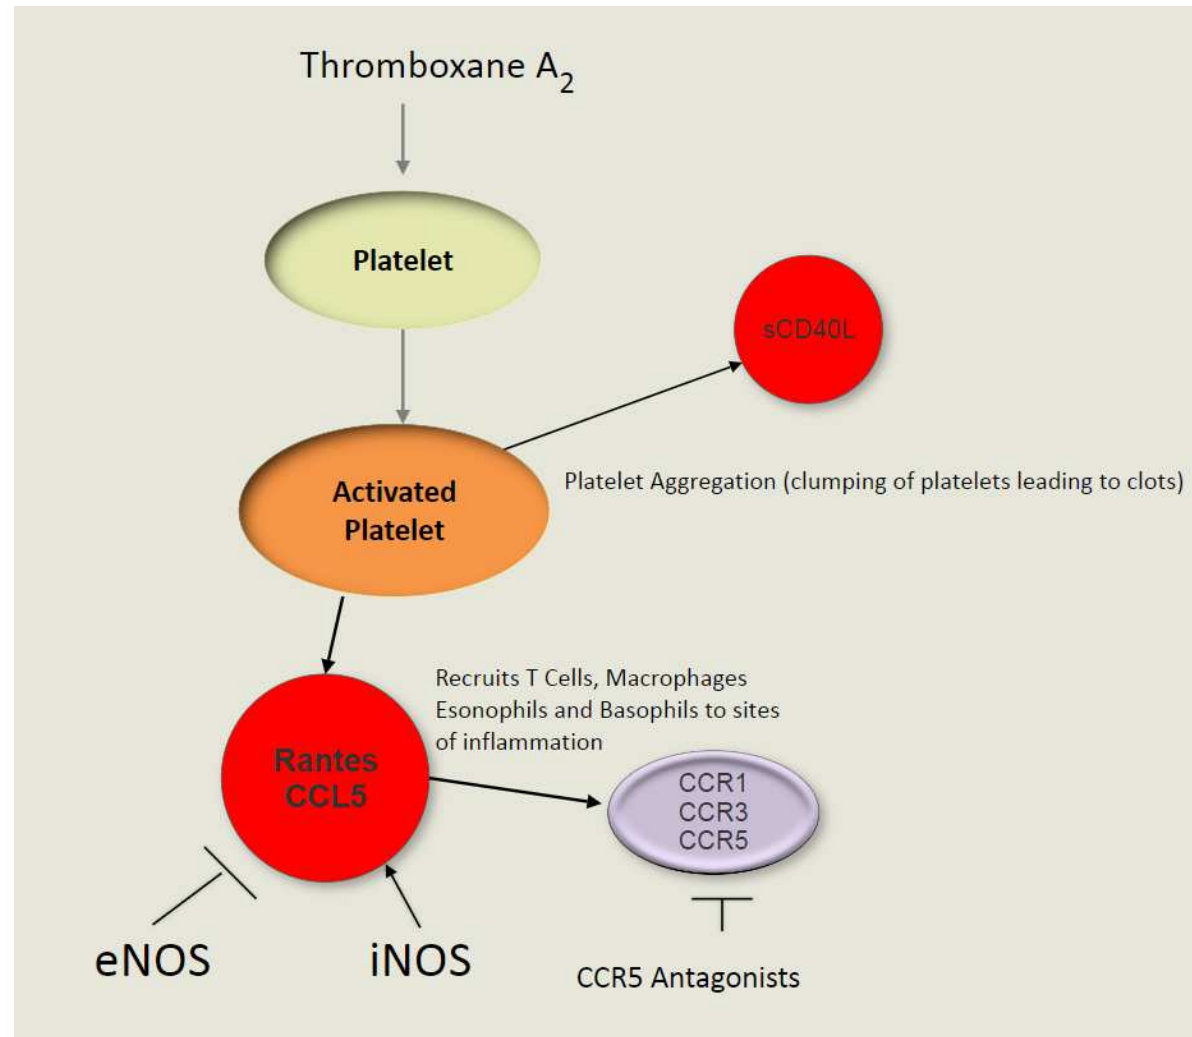 Thromboxane A₂
Platelet
sCD40L
Activated
Platelet
Platelet Aggregation (clumping of platelets leading to clots)
Recruits T Cells, Macrophages
Esonophils and Basophils to sites
of inflammation
Rantes
CCL5
CCR1
CCR3
CCR5
eNOS
iNOS
CCR5 Antagonists